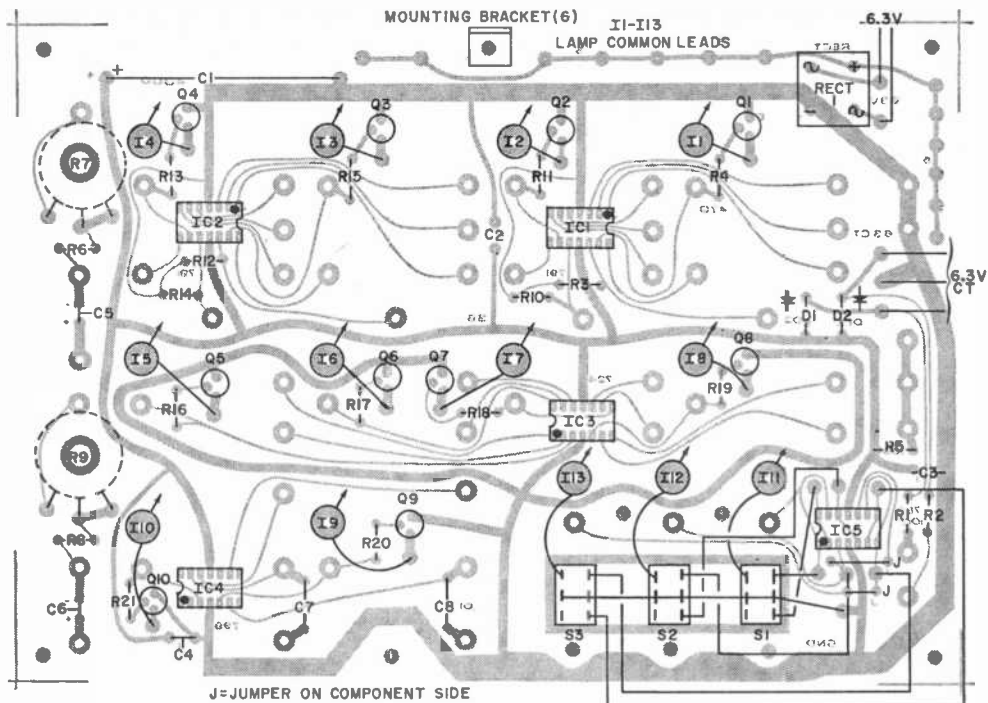 MOUNTING BRACKET(6)
I1-I13
LAMP COMMON LEADS
6.3V
+
C1
RECT
Q4
Q3
Q2
Q1
I4
I3
I2
I1
R7
R13
R15
R11
R4
IC2
IC1
C2
R6
R12
R14
R10
R3
6.3V
CT
C5
D1
D2
I5
I6
I7
I8
Q5
Q6
Q7
Q8
R16
R17
R18
R19
IC3
R9
R5
C3
I13
I12
I11
I10
I9
Q9
R20
IC5
R1
R2
R8
J
J
Q10
IC4
R21
C6
C7
C8
C4
S3
S2
S1
GND
J=JUMPER ON COMPONENT SIDE